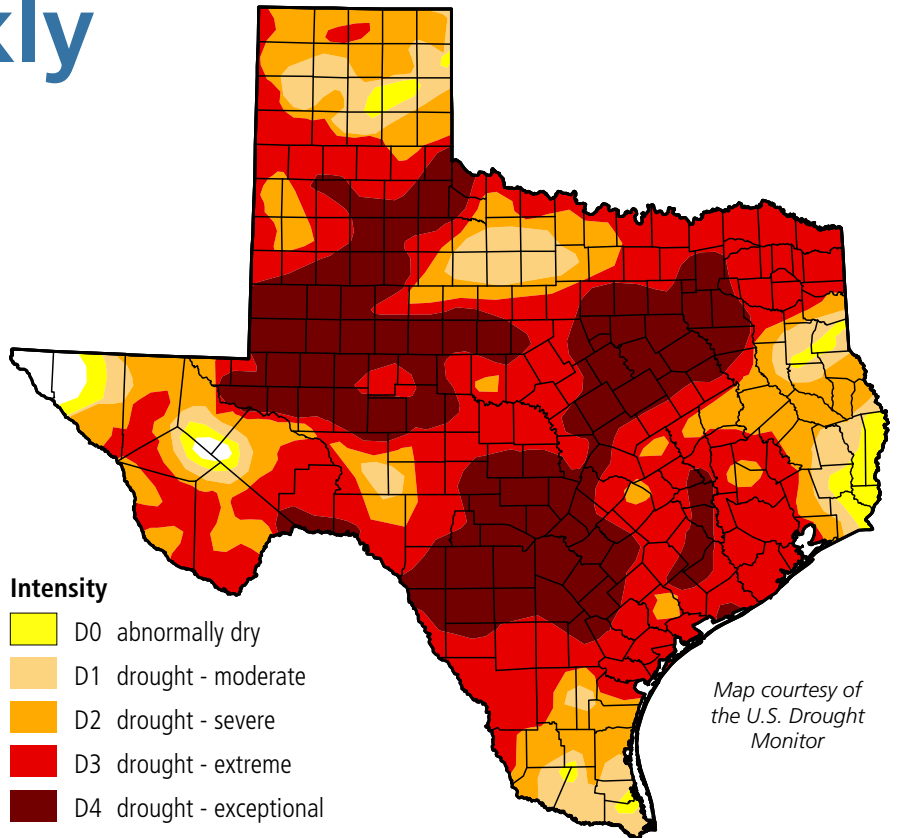 kly
Intensity
D0 abnormally dry
D1 drought - moderate
D2 drought - severe
D3 drought - extreme
D4 drought - exceptional
Map courtesy of
the U.S. Drought
Monitor